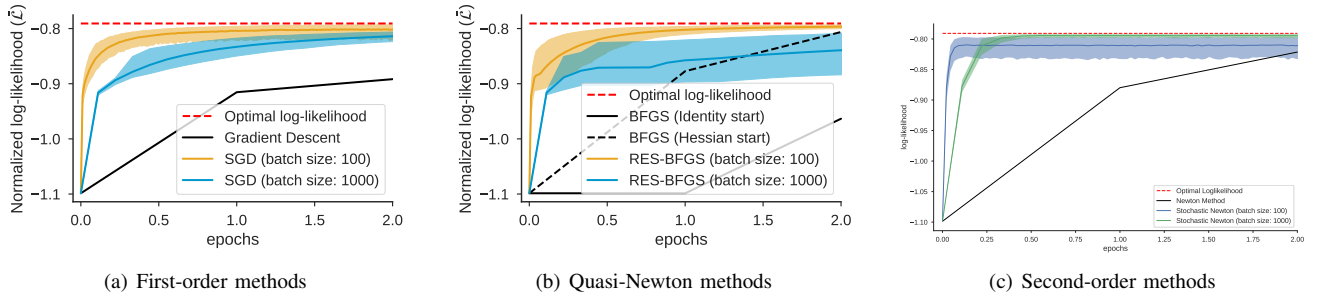 Normalized log-likelihood (ℒ̄)
−0.8
−0.9
−1.0
−1.1
Optimal log-likelihood
Gradient Descent
SGD (batch size: 100)
SGD (batch size: 1000)
0.0 0.5 1.0 1.5 2.0
epochs
(a) First-order methods
Normalized log-likelihood (ℒ̄)
−0.8
−0.9
−1.0
−1.1
Optimal log-likelihood
BFGS (Identity start)
BFGS (Hessian start)
RES-BFGS (batch size: 100)
RES-BFGS (batch size: 1000)
0.0 0.5 1.0 1.5 2.0
epochs
(b) Quasi-Newton methods
log-likelihood
−0.80
−0.85
−0.90
−0.95
−1.00
−1.05
−1.10
Optimal Loglikelihood
Newton Method
Stochastic Newton (batch size: 100)
Stochastic Newton (batch size: 1000)
0.00 0.25 0.50 0.75 1.00 1.25 1.50 1.75 2.00
epochs
(c) Second-order methods